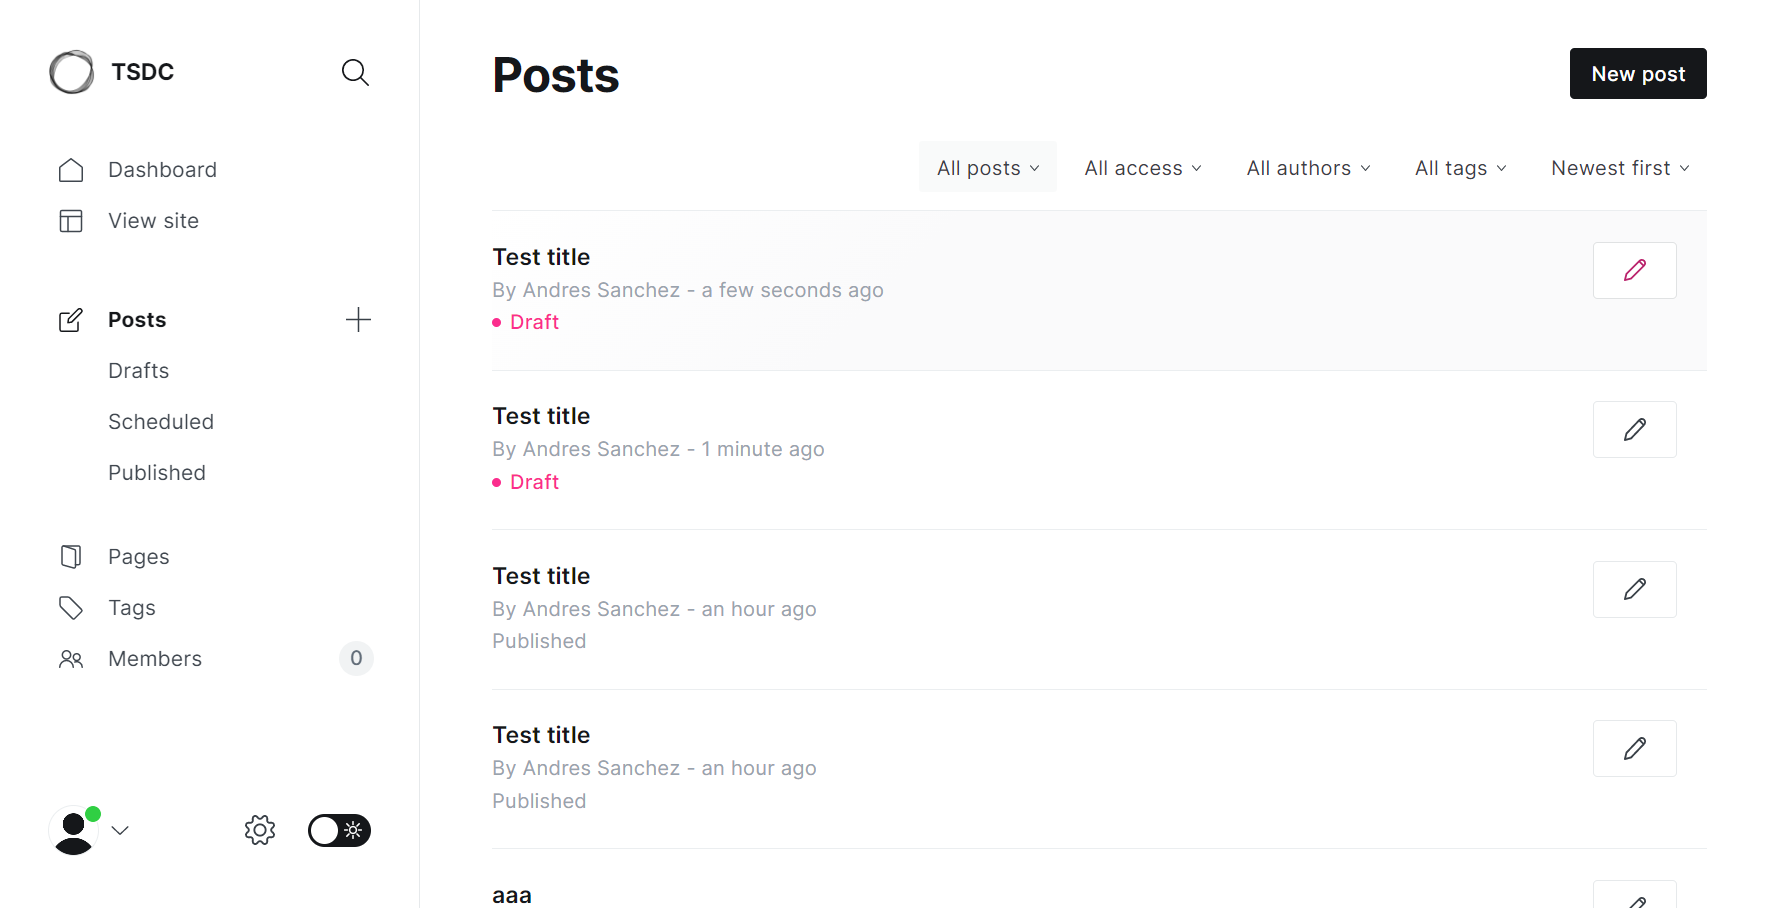 TSDC
Dashboard
View site
Posts
Drafts
Scheduled
Published
Pages
Tags
Members
0
Posts
New post
All posts
All access
All authors
All tags
Newest first
Test title
By Andres Sanchez - a few seconds ago
Draft
Test title
By Andres Sanchez - 1 minute ago
Draft
Test title
By Andres Sanchez - an hour ago
Published
Test title
By Andres Sanchez - an hour ago
Published
aaa